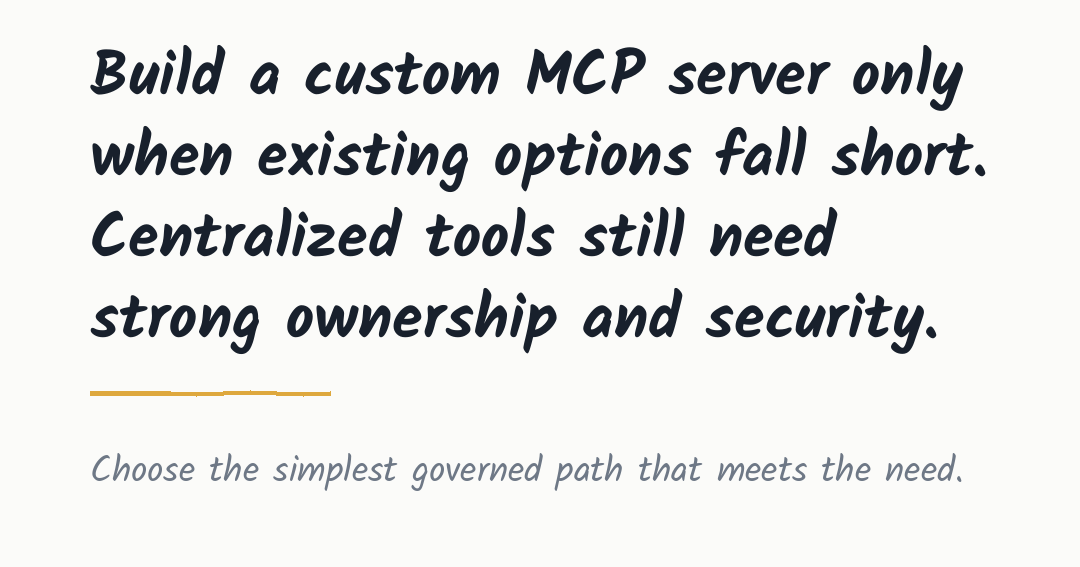 Build a custom MCP server only
when existing options fall short.
Centralized tools still need
strong ownership and security.
Choose the simplest governed path that meets the need.